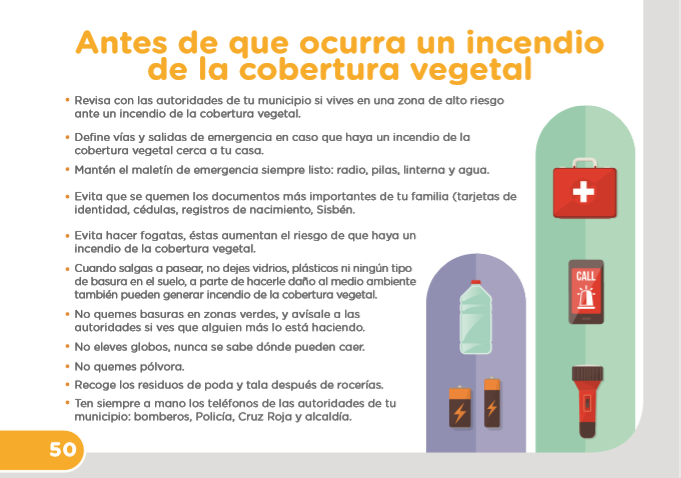 Antes de que ocurra un incendio
de la cobertura vegetal
• Revisa con las autoridades de tu municipio si vives en una zona de alto riesgo
ante un incendio de la cobertura vegetal.
• Define vías y salidas de emergencia en caso que haya un incendio de la
cobertura vegetal cerca a tu casa.
• Mantén el maletín de emergencia siempre listo: radio, pilas, linterna y agua.
• Evita que se quemen los documentos más importantes de tu familia (tarjetas de
identidad, cédulas, registros de nacimiento, Sisbén.
• Evita hacer fogatas, éstas aumentan el riesgo de que haya un
incendio de la cobertura vegetal.
• Cuando salgas a pasear, no dejes vidrios, plásticos ni ningún tipo
de basura en el suelo, a parte de hacerle daño al medio ambiente
también pueden generar incendio de la cobertura vegetal.
• No quemes basuras en zonas verdes, y avísale a las
autoridades si ves que alguien más lo está haciendo.
• No eleves globos, nunca se sabe dónde pueden caer.
• No quemes pólvora.
• Recoge los residuos de poda y tala después de rocerías.
• Ten siempre a mano los teléfonos de las autoridades de tu
municipio: bomberos, Policía, Cruz Roja y alcaldía.
CALL
50